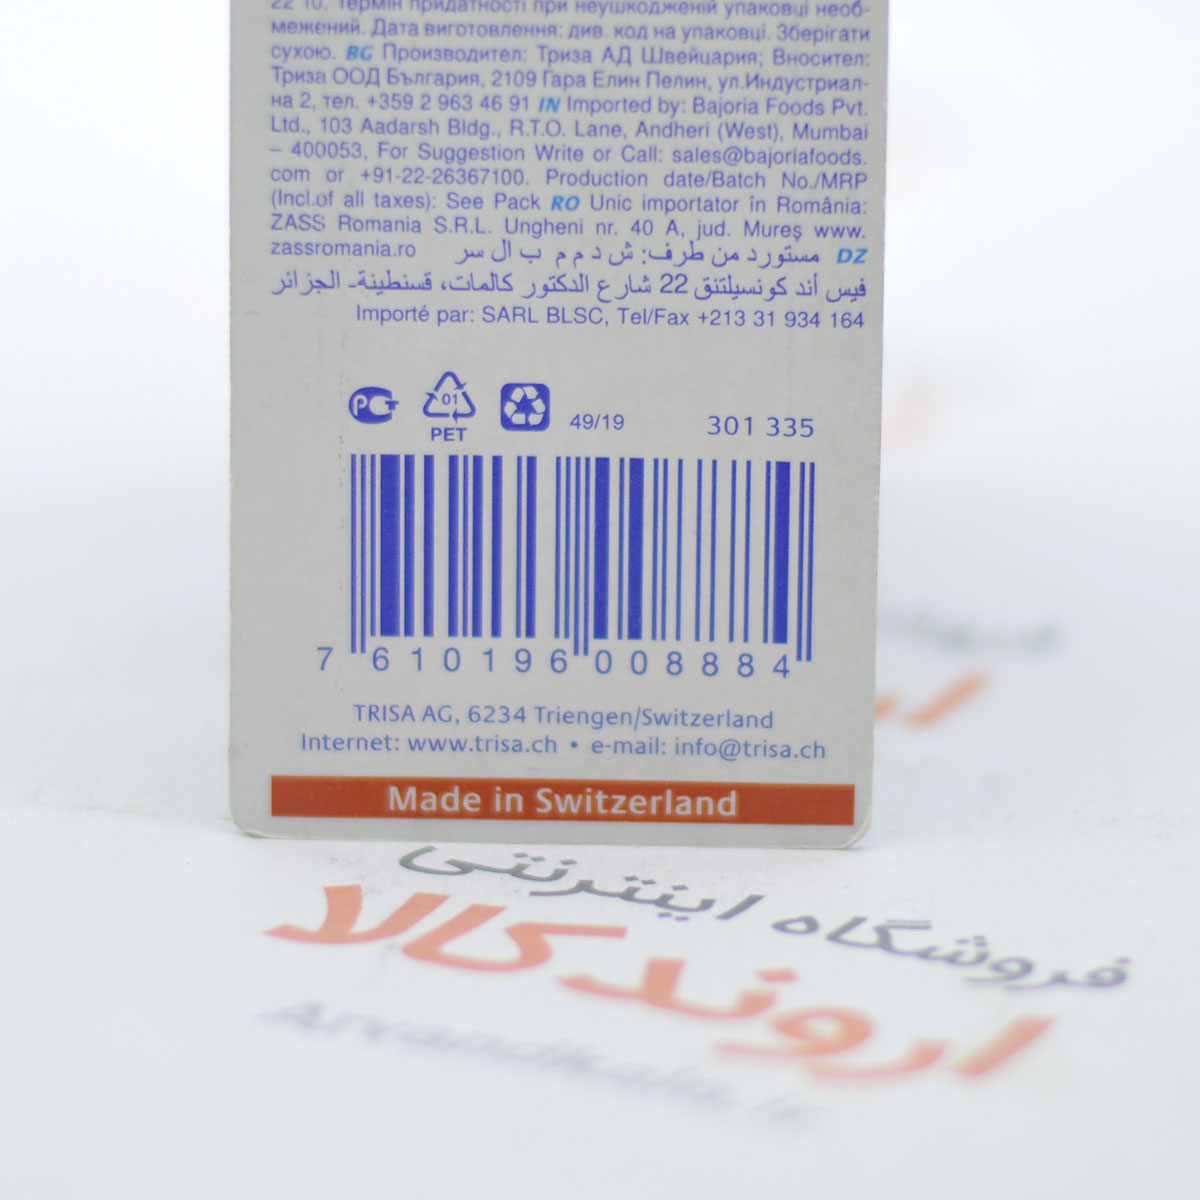 22 10. Термін придатності при неушкодженій упаковці необ-
межений. Дата виготовлення: див. код на упаковці. Зберігати
сухою. BG Производител: Триза АД Швейцария; Вносител:
Триза ООД България, 2109 Гара Елин Пелин, ул.Индустриал-
на 2, тел. +359 2 963 46 91 IN Imported by: Bajoria Foods Pvt.
Ltd., 103 Aadarsh Bldg., R.T.O. Lane, Andheri (West), Mumbai
– 400053, For Suggestion Write or Call: sales@bajoriafoods.
com or +91-22-26367100. Production date/Batch No./MRP
(Incl.of all taxes): See Pack RO Unic importator în România:
ZASS Romania S.R.L. Ungheni nr. 40 A, jud. Mureş www.
zassromania.ro DZ مستورد من طرف: ش د م م ب ال سر
فيس أند كونسيلتنق 22 شارع الدكتور كالمات، قسنطينة- الجزائر
Importé par: SARL BLSC, Tel/Fax +213 31 934 164
01
PET
49/19 301 335
7 610196 008884
TRISA AG, 6234 Triengen/Switzerland
Internet: www.trisa.ch • e-mail: info@trisa.ch
Made in Switzerland
فروشگاه اینترنتی
اروند کالا
Arvandkala.ir